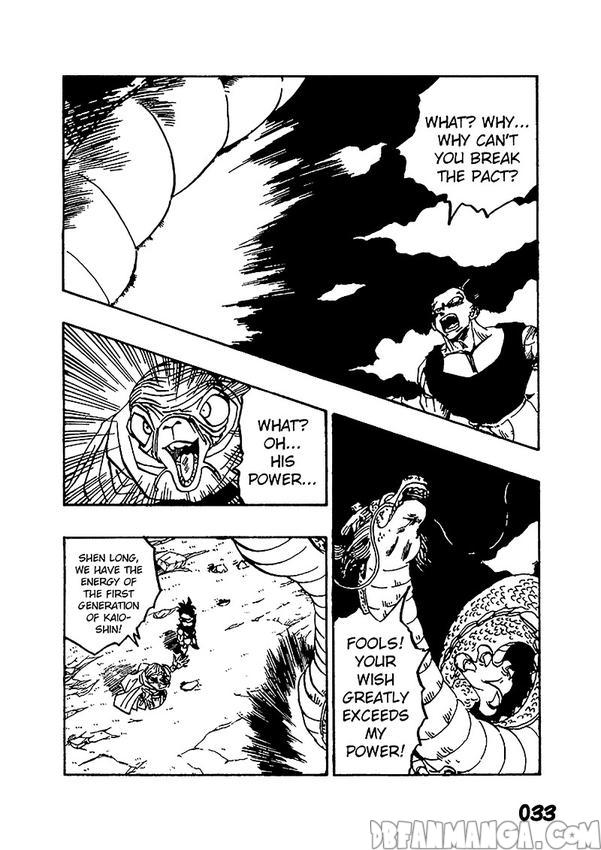 WHAT? WHY...
WHY CAN'T
YOU BREAK
THE PACT?
WHAT?
OH...
HIS
POWER...
FOOLS!
YOUR
WISH
GREATLY
EXCEEDS
MY
POWER!
SHEN LONG,
WE HAVE THE
ENERGY OF
THE FIRST
GENERATION
OF KAIO-
SHIN!
033
DBFANMANGA.COM